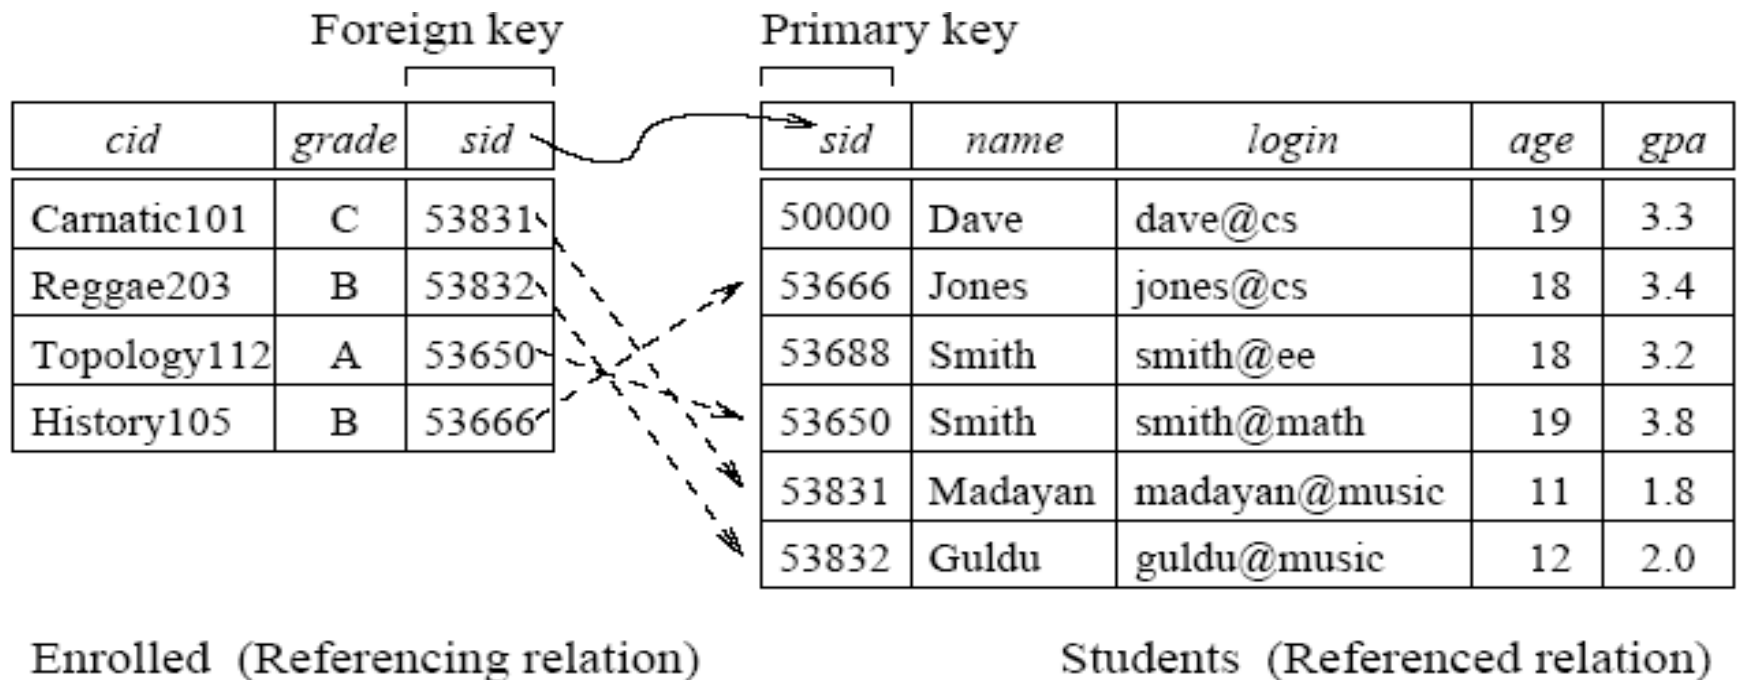 Foreign key Primary key
cid grade sid sid name login age gpa
Carnatic101 C 53831 50000 Dave dave@cs 19 3.3
Reggae203 B 53832 53666 Jones jones@cs 18 3.4
Topology112 A 53650 53688 Smith smith@ee 18 3.2
History105 B 53666 53650 Smith smith@math 19 3.8
53831 Madayan madayan@music 11 1.8
53832 Guldu guldu@music 12 2.0
Enrolled (Referencing relation) Students (Referenced relation)